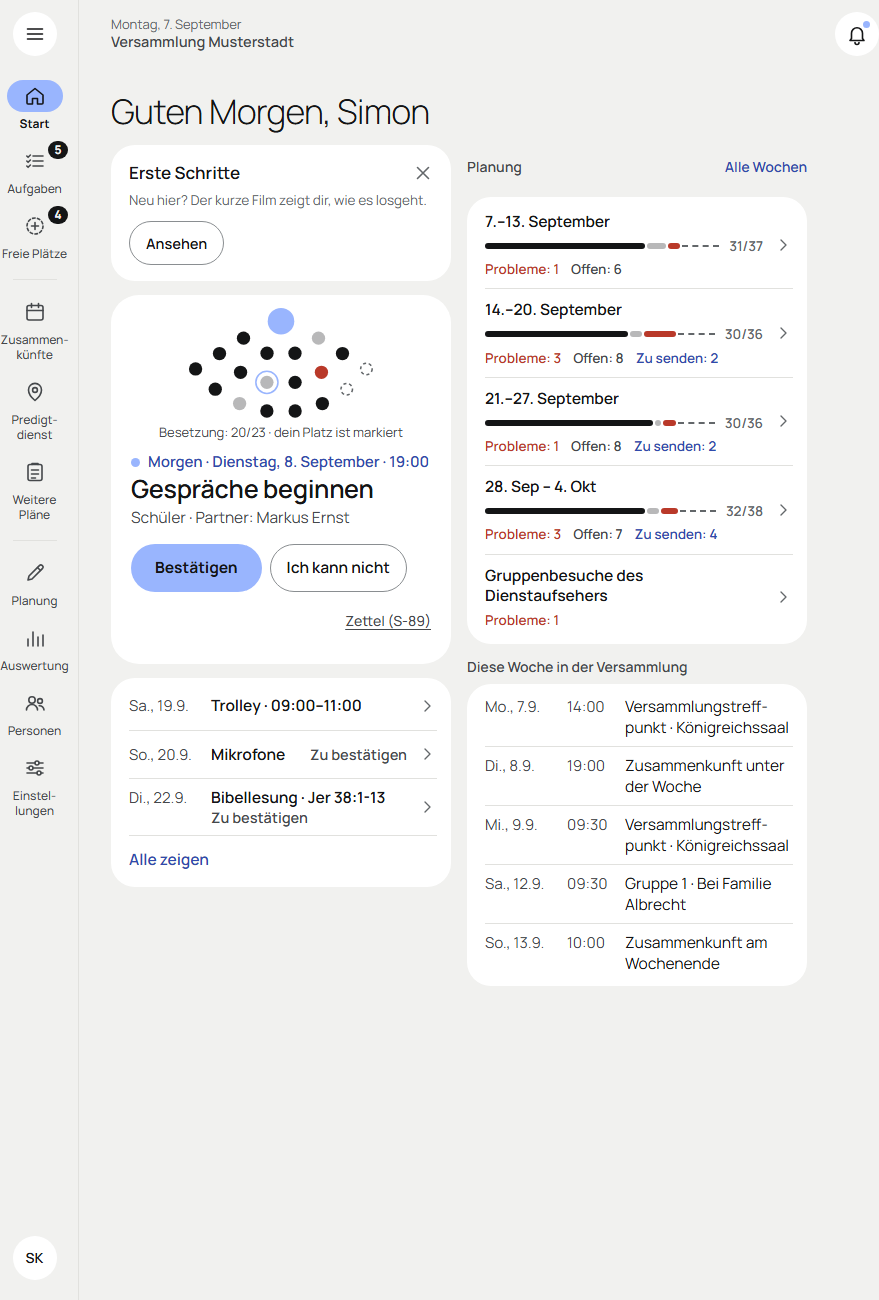 Montag, 7. September
Versammlung Musterstadt
Start
5
Aufgaben
4
Freie Plätze
Zusammen-
künfte
Predigt-
dienst
Weitere
Pläne
Planung
Auswertung
Personen
Einstel-
lungen
SK
Guten Morgen, Simon
Erste Schritte
Neu hier? Der kurze Film zeigt dir, wie es losgeht.
Ansehen
Besetzung: 20/23 · dein Platz ist markiert
Morgen · Dienstag, 8. September · 19:00
Gespräche beginnen
Schüler · Partner: Markus Ernst
Bestätigen
Ich kann nicht
Zettel (S-89)
Sa., 19.9. Trolley · 09:00–11:00
So., 20.9. Mikrofone Zu bestätigen
Di., 22.9. Bibellesung · Jer 38:1-13
Zu bestätigen
Alle zeigen
Planung Alle Wochen
7.–13. September
31/37
Probleme: 1 Offen: 6
14.–20. September
30/36
Probleme: 3 Offen: 8 Zu senden: 2
21.–27. September
30/36
Probleme: 1 Offen: 8 Zu senden: 2
28. Sep – 4. Okt
32/38
Probleme: 3 Offen: 7 Zu senden: 4
Gruppenbesuche des
Dienstaufsehers
Probleme: 1
Diese Woche in der Versammlung
Mo., 7.9. 14:00 Versammlungstreff-
punkt · Königreichssaal
Di., 8.9. 19:00 Zusammenkunft unter
der Woche
Mi., 9.9. 09:30 Versammlungstreff-
punkt · Königreichssaal
Sa., 12.9. 09:30 Gruppe 1 · Bei Familie
Albrecht
So., 13.9. 10:00 Zusammenkunft am
Wochenende